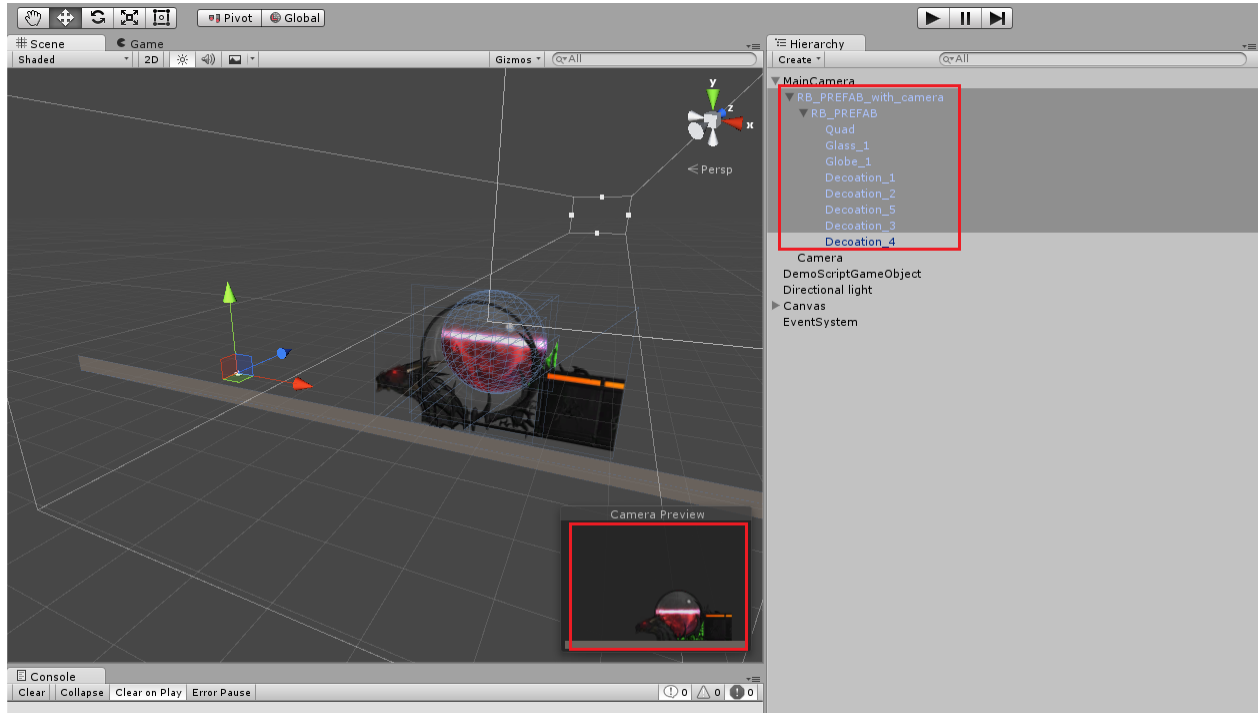 Pivot Global
# Scene Game
Shaded 2D Gizmos All
y
z
x
Persp
Camera Preview
Console
Clear Collapse Clear on Play Error Pause 0 0 0
Hierarchy
Create All
MainCamera
RB_PREFAB_with_camera
RB_PREFAB
Quad
Glass_1
Globe_1
Decoation_1
Decoation_2
Decoation_5
Decoation_3
Decoation_4
Camera
DemoScriptGameObject
Directional light
Canvas
EventSystem